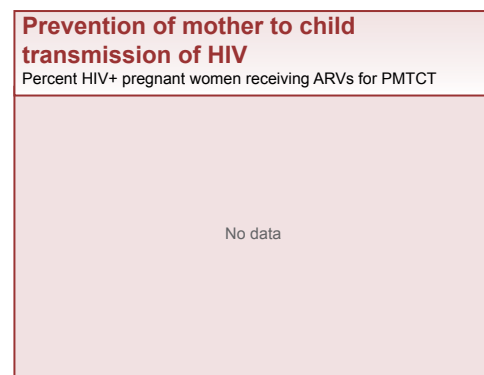 Prevention of mother to child
transmission of HIV
Percent HIV+ pregnant women receiving ARVs for PMTCT
No data